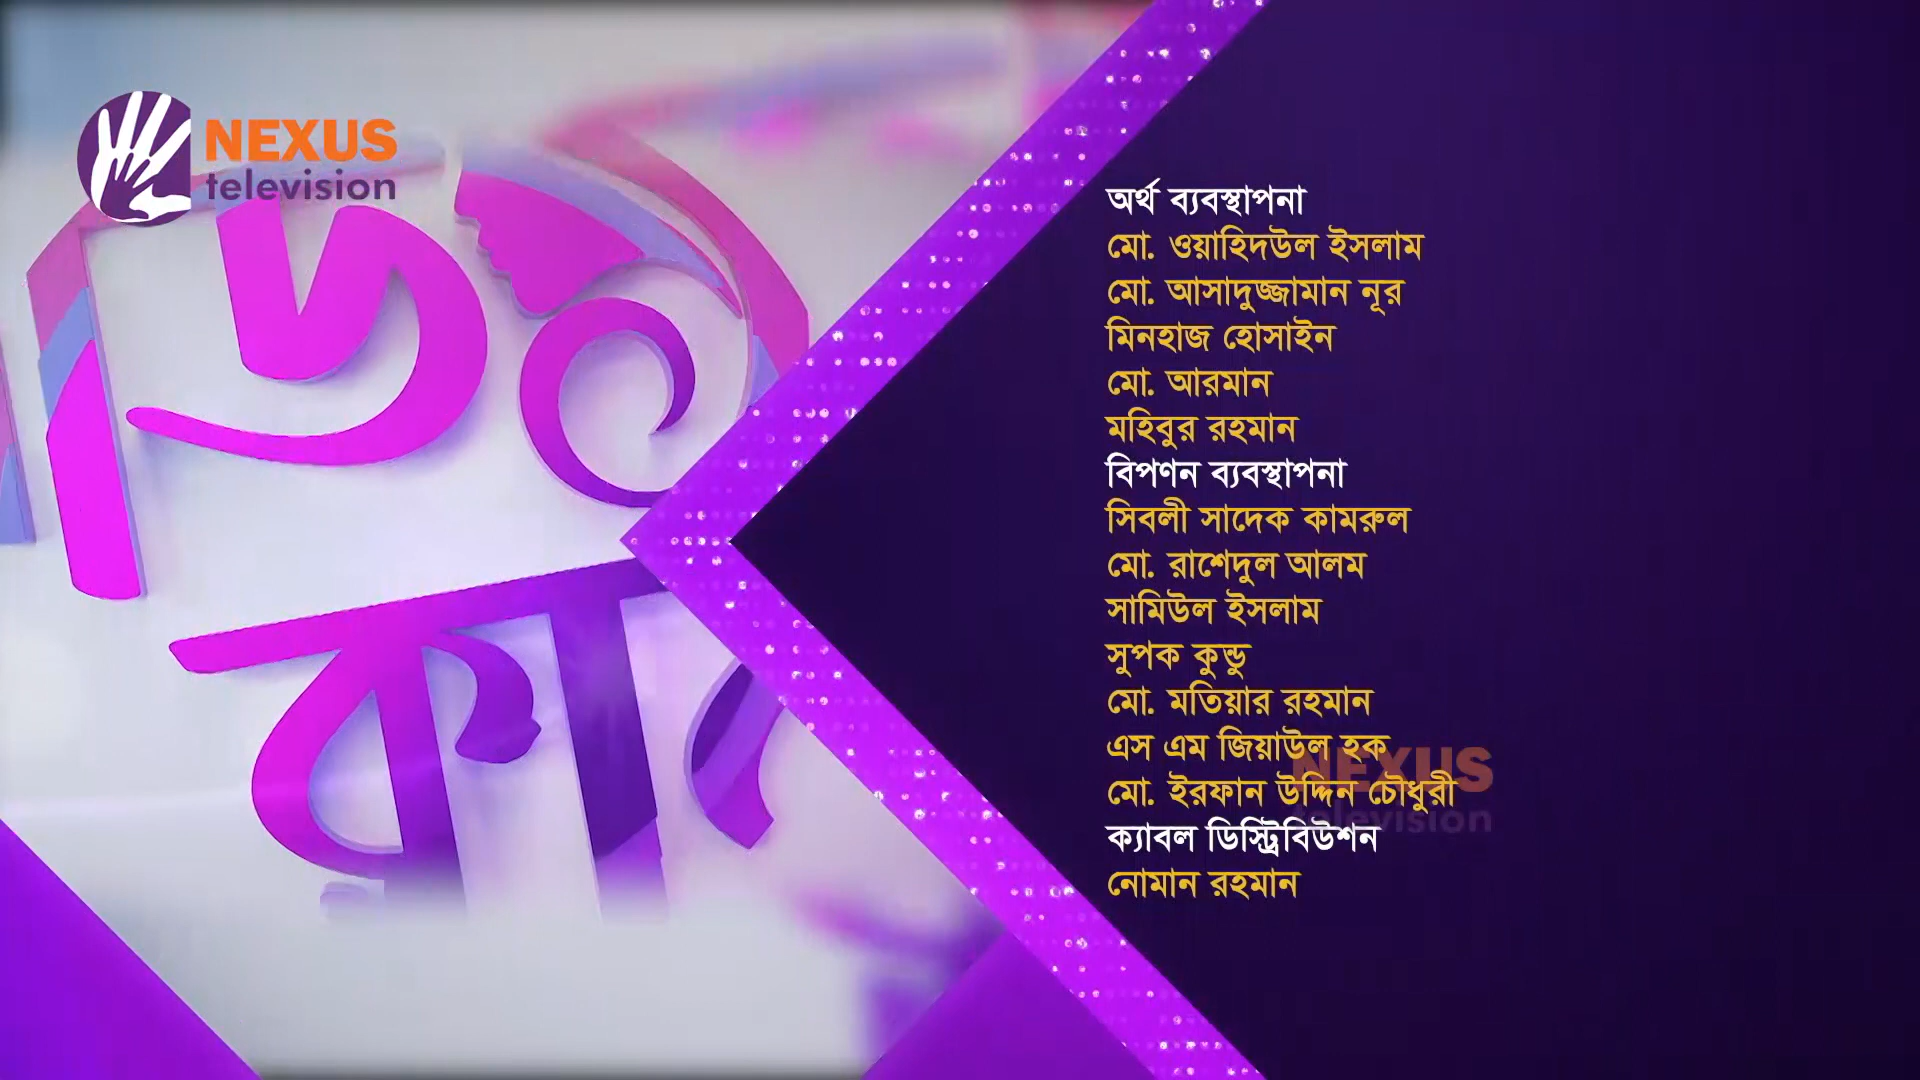 NEXUS
television
অর্থ ব্যবস্থাপনা
মো. ওয়াহিদউল ইসলাম
মো. আসাদুজ্জামান নূর
মিনহাজ হোসাইন
মো. আরমান
মহিবুর রহমান
বিপণন ব্যবস্থাপনা
সিবলী সাদেক কামরুল
মো. রাশেদুল আলম
সামিউল ইসলাম
সুপক কুন্ডু
মো. মতিয়ার রহমান
এস এম জিয়াউল হক
মো. ইরফান উদ্দিন চৌধুরী
ক্যাবল ডিস্ট্রিবিউশন
নোমান রহমান
NEXUS
television